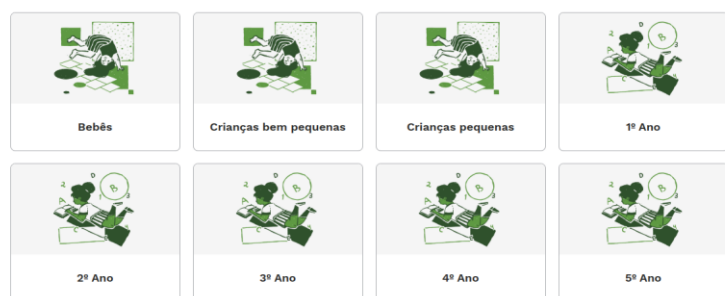 Bebês
Crianças bem pequenas
Crianças pequenas
1º Ano
2º Ano
3º Ano
4º Ano
5º Ano